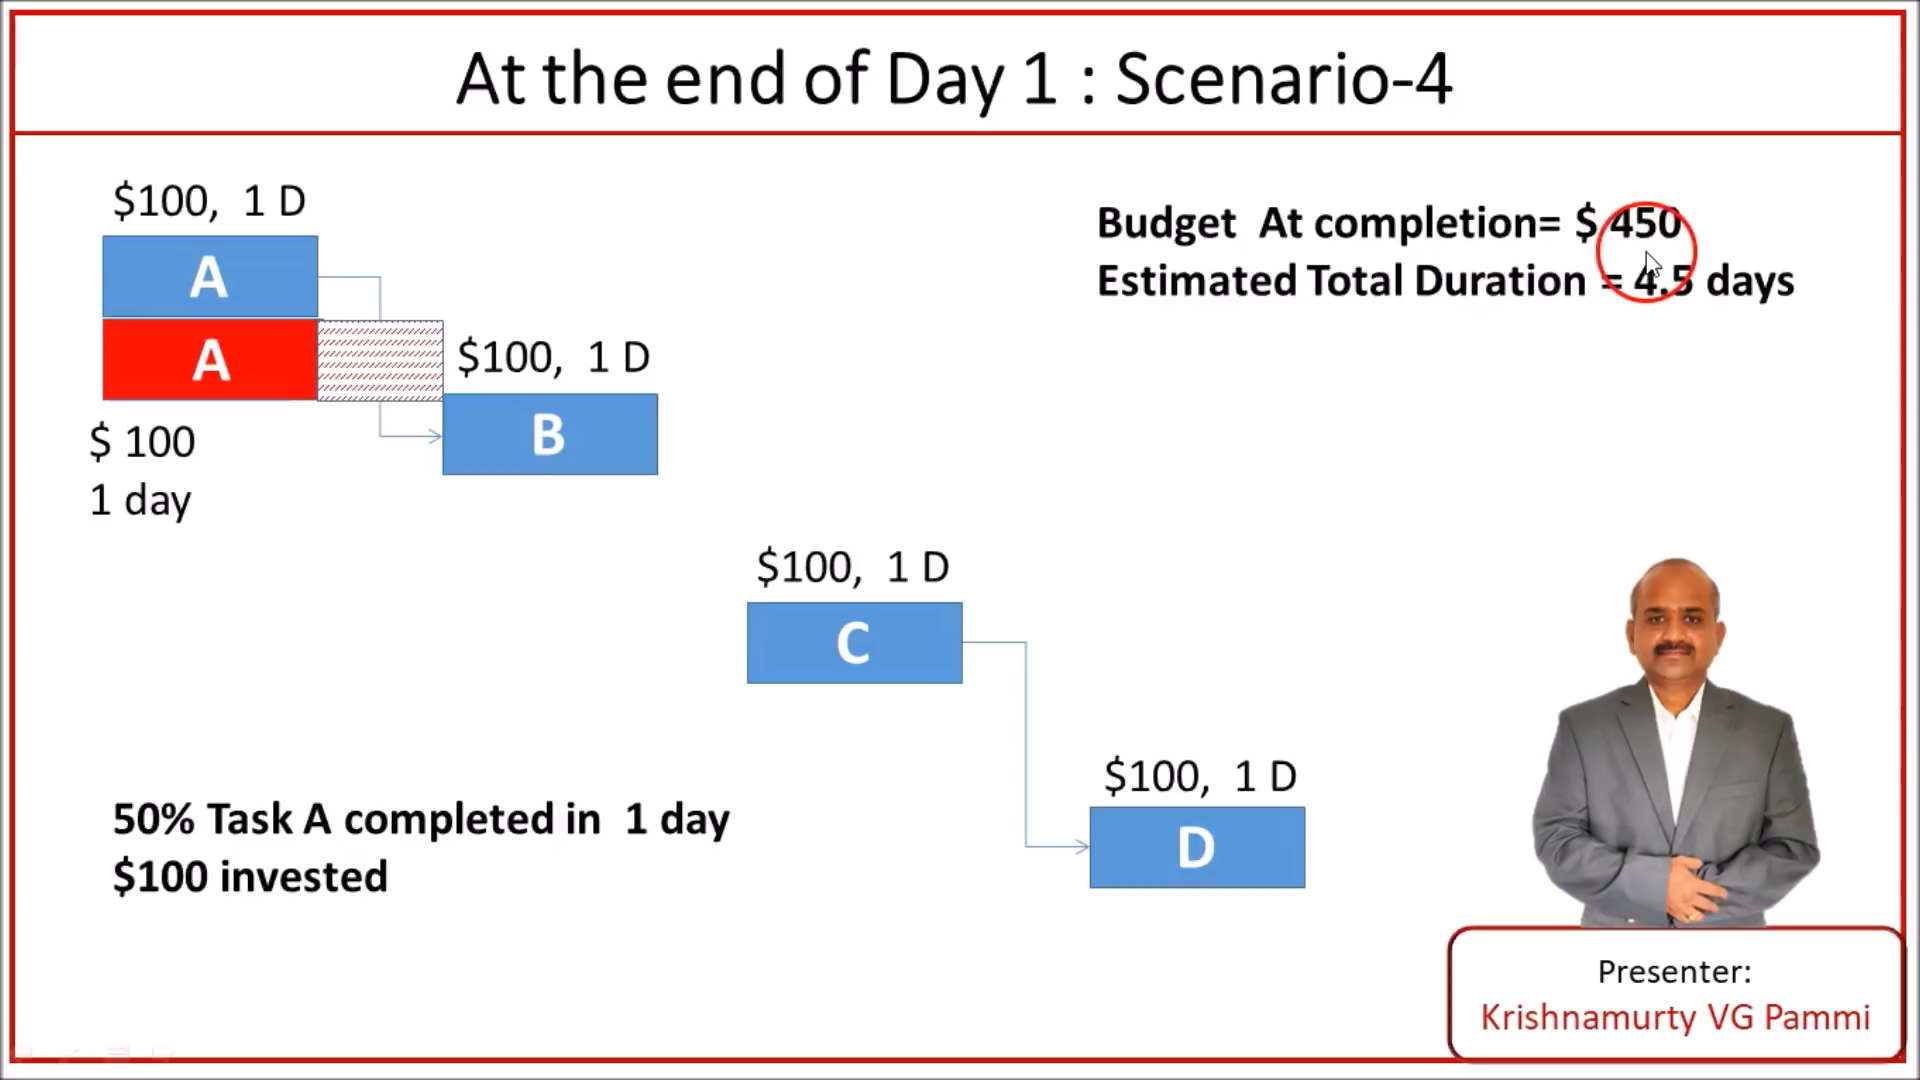 At the end of Day 1 : Scenario-4
$100, 1 D
A
A
$ 100
1 day
$100, 1 D
B
Budget At completion= $ 450
Estimated Total Duration = 4.5 days
$100, 1 D
C
$100, 1 D
D
50% Task A completed in 1 day
$100 invested
Presenter:
Krishnamurty VG Pammi